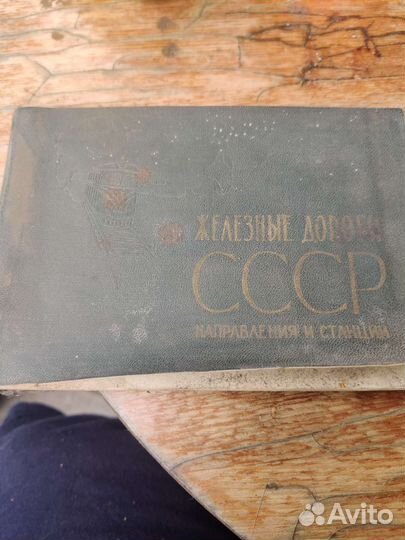 ЖЕЛЕЗНЫЕ ДОРОГИ
СССР
НАПРАВЛЕНИЯ И СТАНЦИИ
Avito